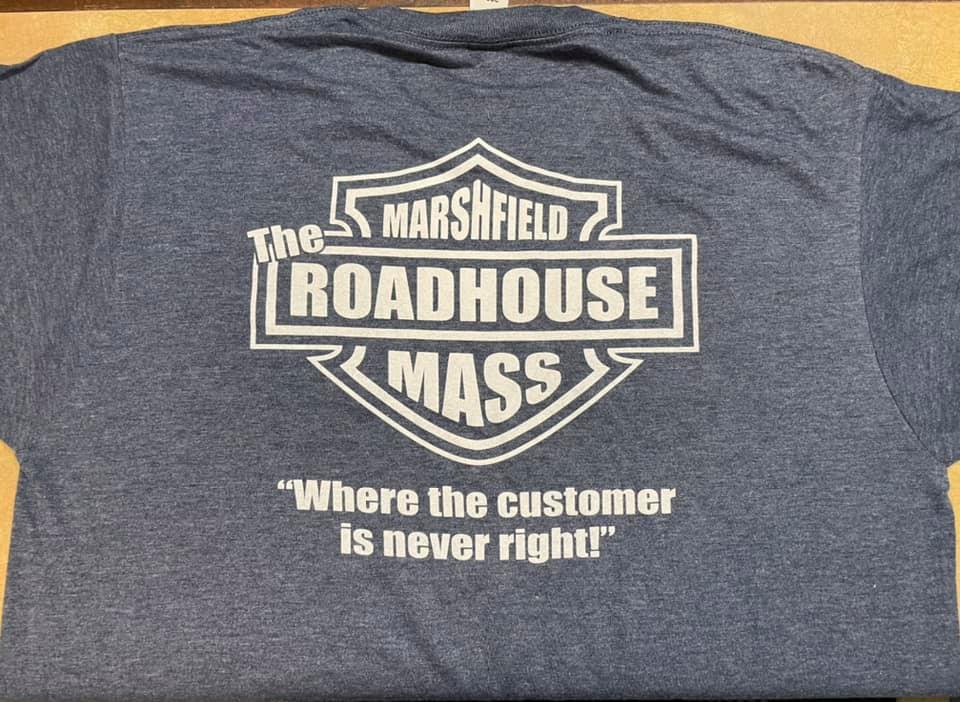 MARSHFIELD
The
ROADHOUSE
MASS
“Where the customer
is never right!”